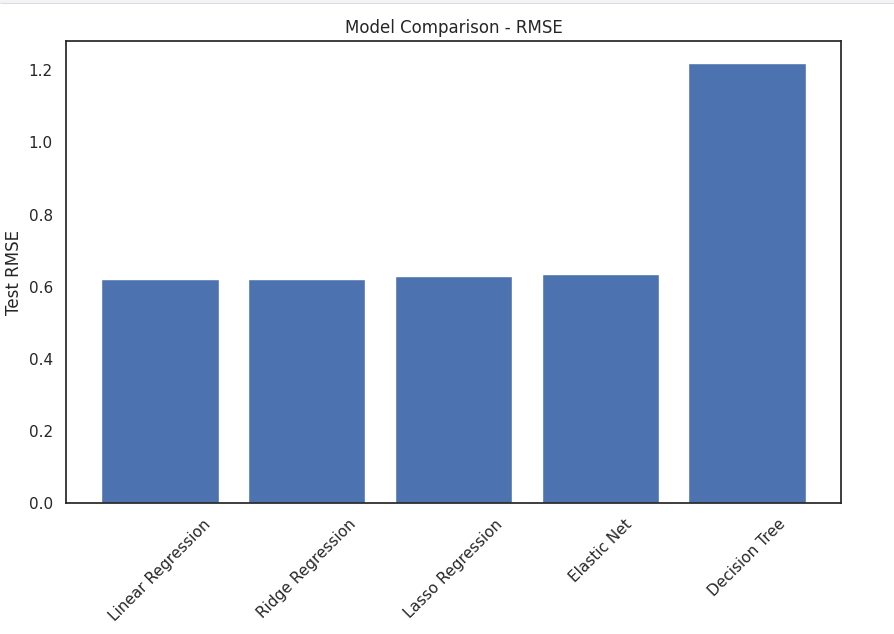 Model Comparison - RMSE
Test RMSE
1.2
1.0
0.8
0.6
0.4
0.2
0.0
Linear Regression
Ridge Regression
Lasso Regression
Elastic Net
Decision Tree